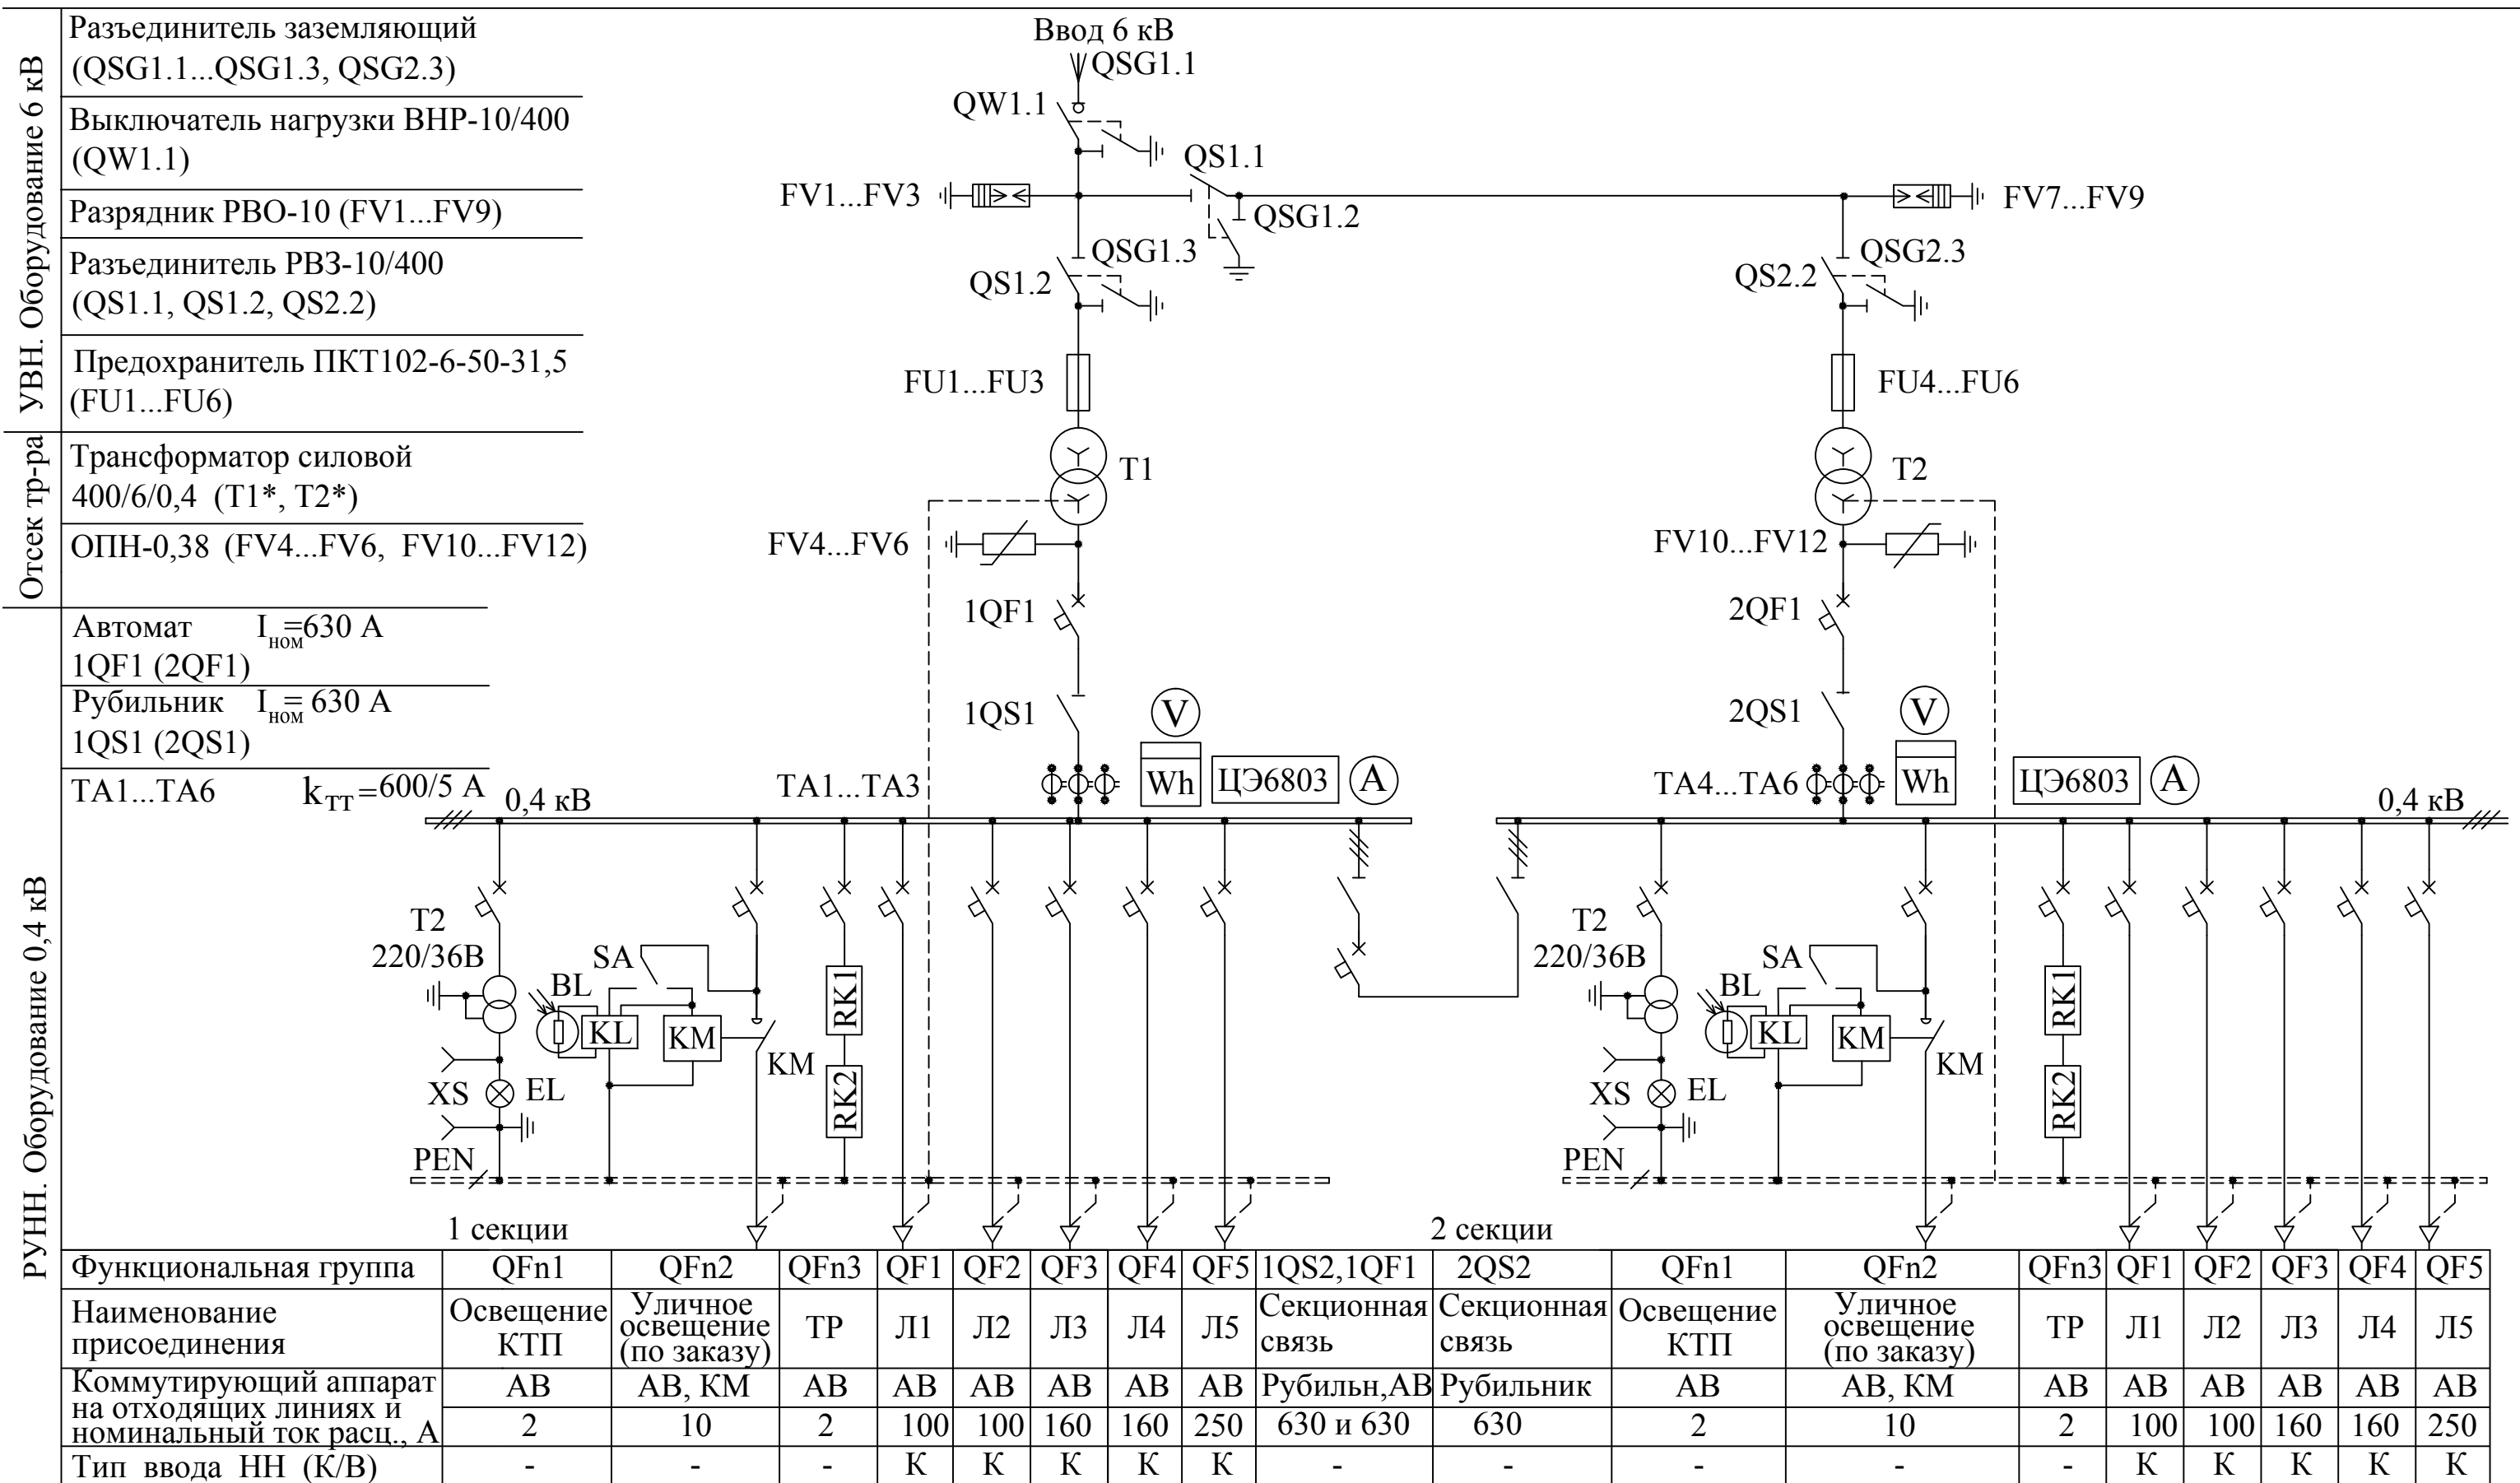 УВН. Оборудование 6 кВ
Разъединитель заземляющий
(QSG1.1...QSG1.3, QSG2.3)
Выключатель нагрузки ВНР-10/400
(QW1.1)
Разрядник РВО-10 (FV1...FV9)
Разъединитель РВЗ-10/400
(QS1.1, QS1.2, QS2.2)
Предохранитель ПКТ102-6-50-31,5
(FU1...FU6)
Отсек тр-ра
Трансформатор силовой
400/6/0,4 (Т1*, Т2*)
ОПН-0,38 (FV4...FV6, FV10...FV12)
РУНН. Оборудование 0,4 кВ
Автомат Iном=630 А
1QF1 (2QF1)
Рубильник Iном= 630 А
1QS1 (2QS1)
ТА1...ТА6 kТТ=600/5 А
Ввод 6 кВ
QSG1.1
QW1.1
QS1.1
FV1...FV3
QSG1.2
FV7...FV9
QSG1.3
QS1.2
QSG2.3
QS2.2
FU1...FU3
FU4...FU6
Т1
Т2
FV4...FV6
FV10...FV12
1QF1
2QF1
1QS1
V
2QS1
V
ТА1...ТА3
Wh
ЦЭ6803
А
ТА4...ТА6
Wh
ЦЭ6803
А
0,4 кВ
0,4 кВ
Т2
220/36В
SA
BL
KL
KM
KM
RK1
RK2
XS
EL
PEN
Т2
220/36В
SA
BL
KL
KM
KM
RK1
RK2
XS
EL
PEN
1 секции
2 секции
Функциональная группа QFn1 QFn2 QFn3 QF1 QF2 QF3 QF4 QF5 1QS2,1QF1 2QS2 QFn1 QFn2 QFn3 QF1 QF2 QF3 QF4 QF5
Наименование присоединения Освещение КТП Уличное освещение (по заказу) ТР Л1 Л2 Л3 Л4 Л5 Секционная связь Секционная связь Освещение КТП Уличное освещение (по заказу) ТР Л1 Л2 Л3 Л4 Л5
Коммутирующий аппарат АВ АВ, КМ АВ АВ АВ АВ АВ АВ Рубильн,АВ Рубильник АВ АВ, КМ АВ АВ АВ АВ АВ АВ
на отходящих линиях и
номинальный ток расц., А 2 10 2 100 100 160 160 250 630 и 630 630 2 10 2 100 100 160 160 250
Тип ввода НН (К/В) - - - К К К К К - - - - - К К К К К